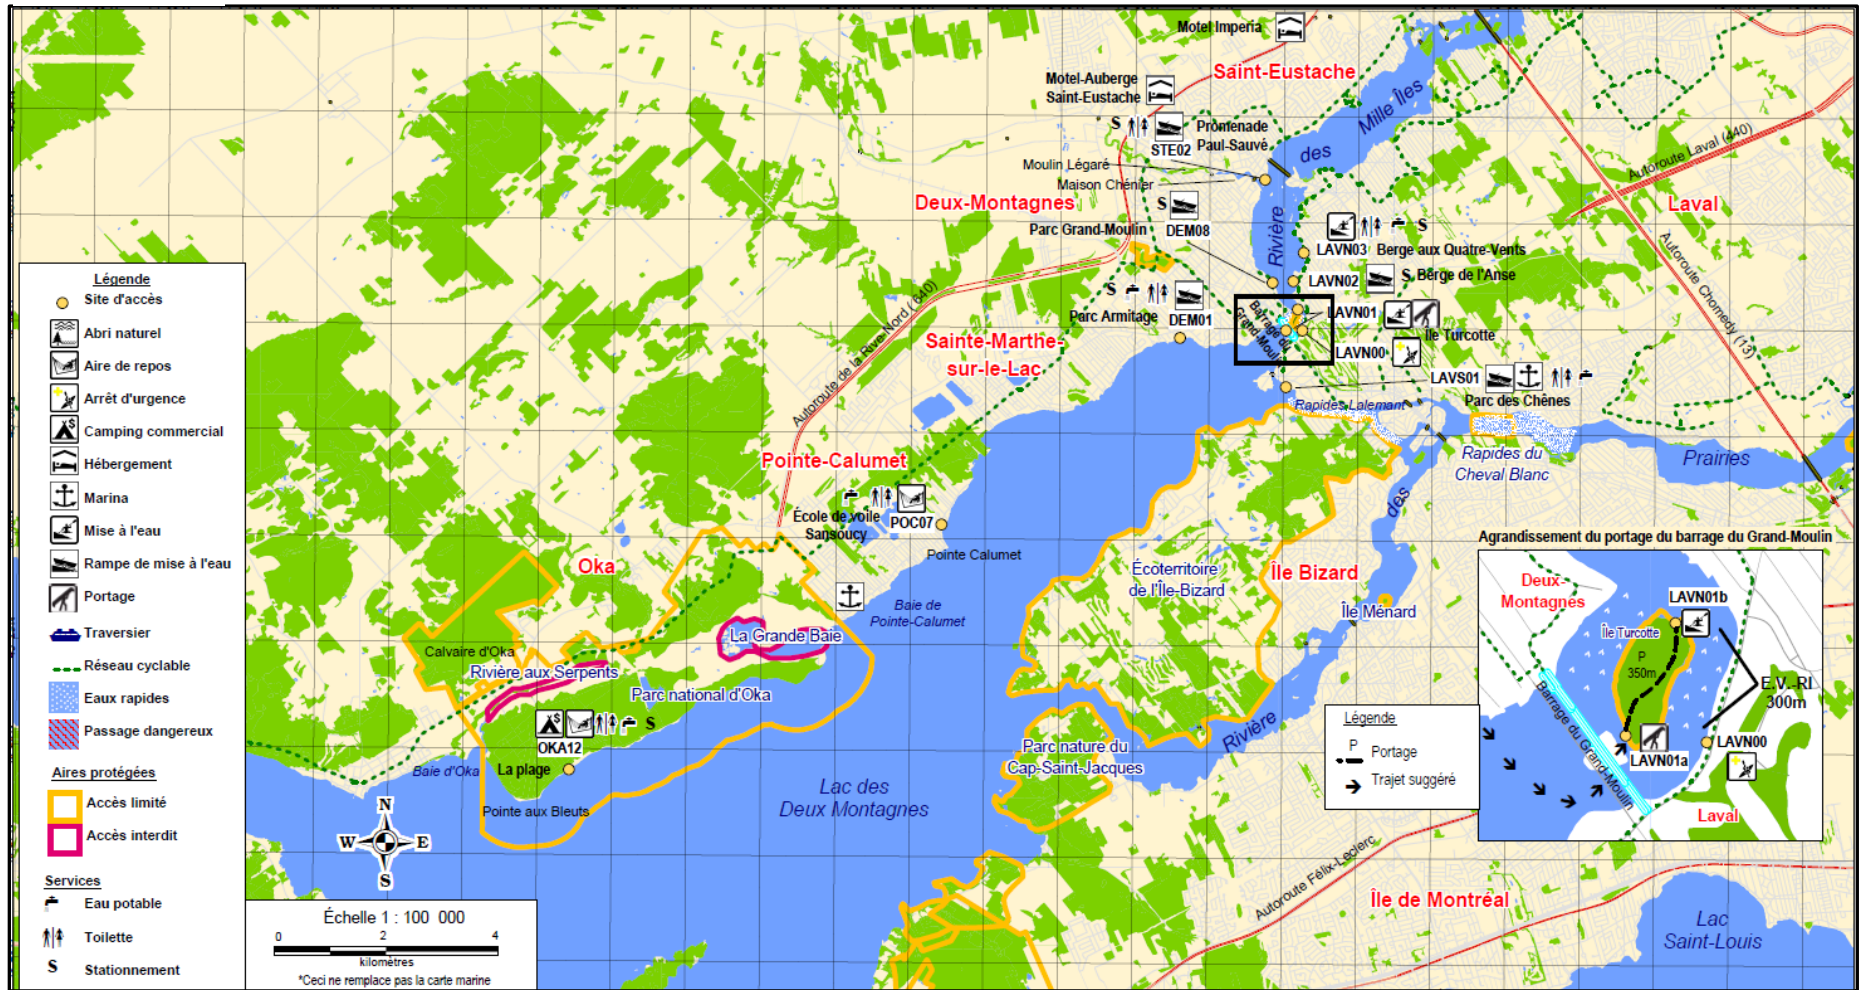 Motel Imperia
Saint-Eustache
Motel-Auberge
Saint-Eustache
S
Promenade
Paul-Sauvé
STE02
Moulin Légaré
Maison Chénier
Rivière
des
Mille Îles
Autoroute Laval (440)
Laval
Autoroute Chomedey (13)
Deux-Montagnes
S
Parc Grand-Moulin
DEM08
S
LAVN03
Berge aux Quatre-Vents
LAVN02
S
Berge de l'Anse
S
Parc Armitage
DEM01
Barrage du
Grand-Moulin
LAVN01
Île Turcotte
LAVN00
LAVS01
Parc des Chênes
Rapides Lalemant
Rapides du
Cheval Blanc
Prairies
des
Rivière
Autoroute de la Rive-Nord (640)
Sainte-Marthe-
sur-le-Lac
Pointe-Calumet
École de voile
Sansoucy
POC07
Pointe Calumet
Oka
Baie de
Pointe-Calumet
La Grande Baie
Calvaire d'Oka
Rivière aux Serpents
Parc national d'Oka
S
OKA12
La plage
Baie d'Oka
Pointe aux Bleuts
Lac des
Deux Montagnes
Écoterritoire
de l'Île-Bizard
Île Bizard
Île Ménard
Parc nature du
Cap-Saint-Jacques
Autoroute Félix-Leclerc
Île de Montréal
Lac
Saint-Louis
Légende
Site d'accès
Abri naturel
Aire de repos
Arrêt d'urgence
Camping commercial
Hébergement
Marina
Mise à l'eau
Rampe de mise à l'eau
Portage
Traversier
Réseau cyclable
Eaux rapides
Passage dangereux
Aires protégées
Accès limité
Accès interdit
Services
Eau potable
Toilette
S Stationnement
N
W E
S
Échelle 1 : 100 000
0 2 4
kilomètres
*Ceci ne remplace pas la carte marine
Légende
P Portage
Trajet suggéré
Agrandissement du portage du barrage du Grand-Moulin
Deux-
Montagnes
LAVN01b
Île Turcotte
P
350m
E.V.-RI
300m
Barrage du Grand-Moulin
LAVN00
LAVN01a
Laval